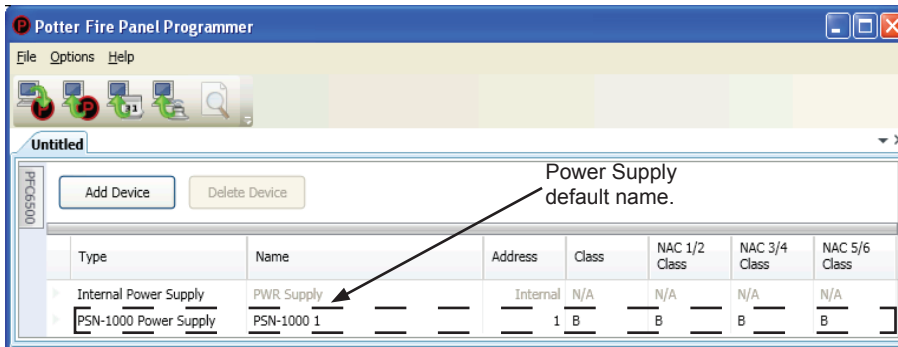 Potter Fire Panel Programmer
File Options Help
Untitled
PFC6500
Add Device Delete Device
Power Supply
default name.
Type Name Address Class NAC 1/2 Class NAC 3/4 Class NAC 5/6 Class
Internal Power Supply PWR Supply Internal N/A N/A N/A N/A
PSN-1000 Power Supply PSN-1000 1 1 B B B B